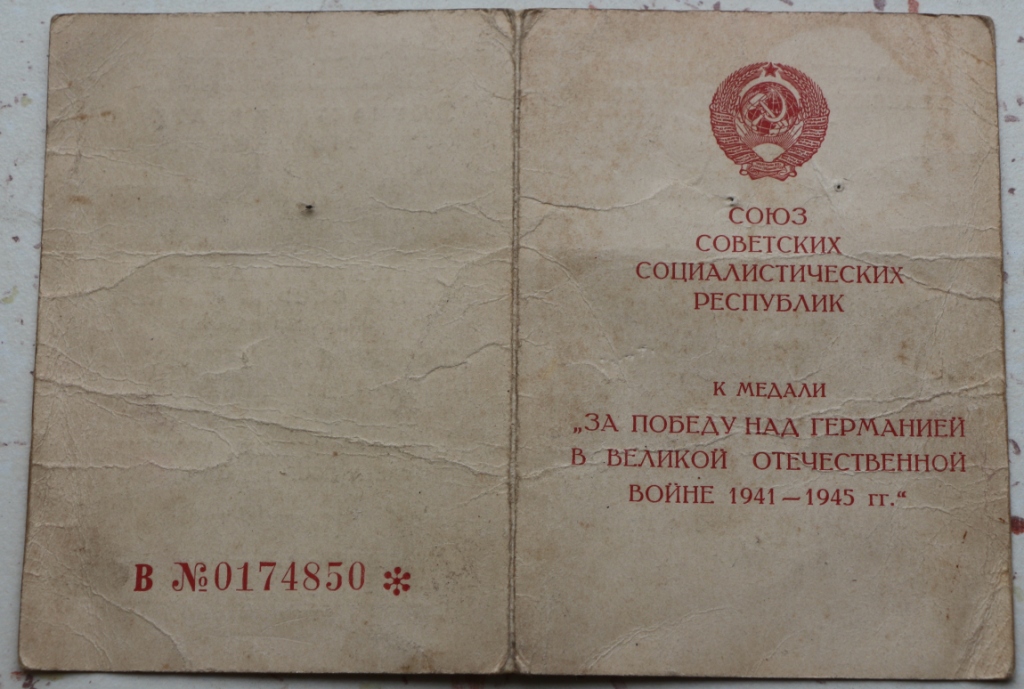 В №0174850 *
СОЮЗ
СОВЕТСКИХ
СОЦИАЛИСТИЧЕСКИХ
РЕСПУБЛИК
К МЕДАЛИ
„ЗА ПОБЕДУ НАД ГЕРМАНИЕЙ
В ВЕЛИКОЙ ОТЕЧЕСТВЕННОЙ
ВОЙНЕ 1941—1945 гг.“